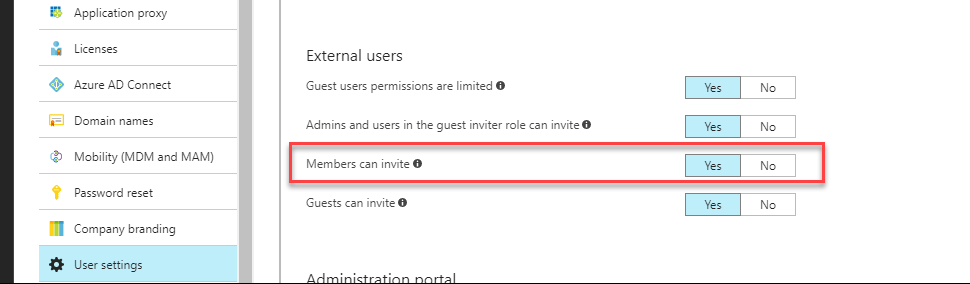 Application proxy
Licenses
Azure AD Connect
Domain names
Mobility (MDM and MAM)
Password reset
Company branding
User settings
External users
Guest users permissions are limited Yes No
Admins and users in the guest inviter role can invite Yes No
Members can invite Yes No
Guests can invite Yes No
Administration portal